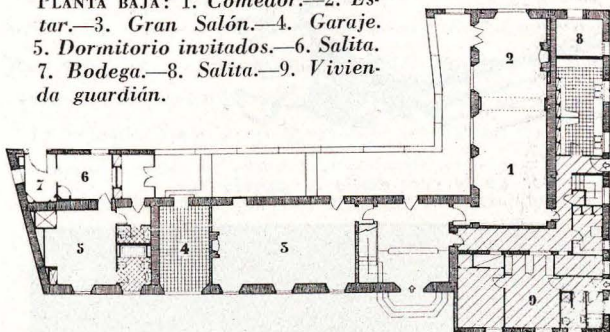 PLANTA BAJA: 1. Comedor.—2. Es-
tar.—3. Gran Salón.—4. Garaje.
5. Dormitorio invitados.—6. Salita.
7. Bodega.—8. Salita.—9. Vivien-
da guardián.
8
2
1
7
6
5
4
3
9